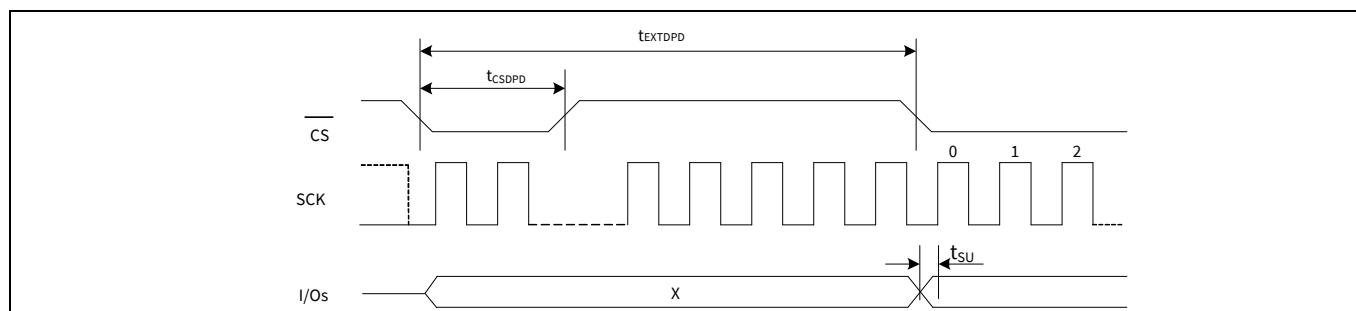 tEXTDPD
tCSDPD
CS
0 1 2
SCK
tSU
I/Os
X